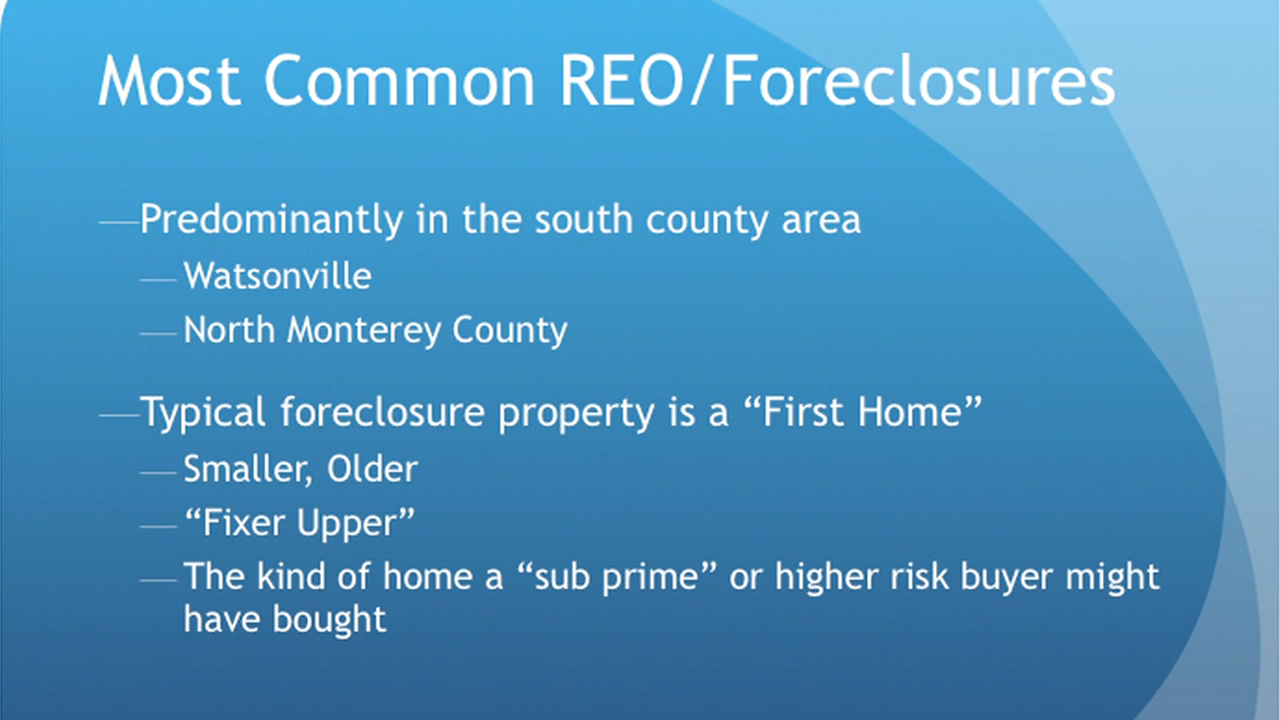 Most Common REO/Foreclosures
—Predominantly in the south county area
— Watsonville
— North Monterey County
—Typical foreclosure property is a “First Home”
— Smaller, Older
— “Fixer Upper”
— The kind of home a “sub prime” or higher risk buyer might
have bought